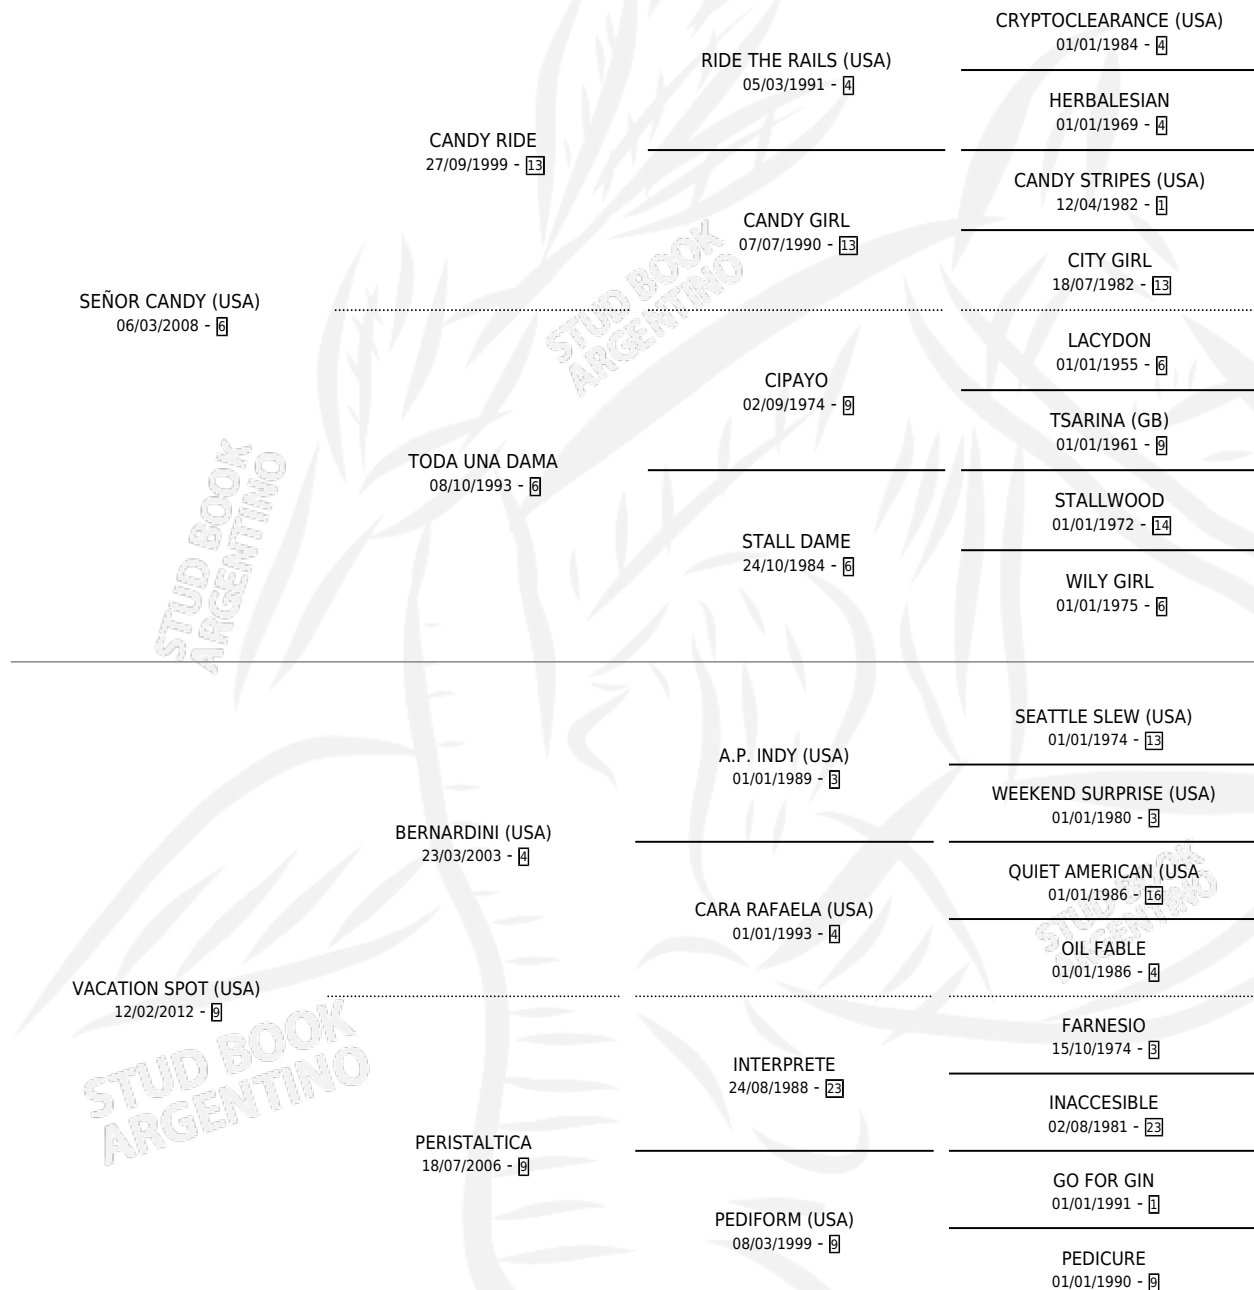 CRYPTOCLEARANCE (USA)
01/01/1984 - 4
RIDE THE RAILS (USA)
05/03/1991 - 4
HERBALESIAN
01/01/1969 - 4
CANDY RIDE
27/09/1999 - 13
CANDY STRIPES (USA)
12/04/1982 - 1
CANDY GIRL
07/07/1990 - 13
CITY GIRL
18/07/1982 - 13
SEÑOR CANDY (USA)
06/03/2008 - 6
LACYDON
01/01/1955 - 6
CIPAYO
02/09/1974 - 9
TSARINA (GB)
01/01/1961 - 9
TODA UNA DAMA
08/10/1993 - 6
STALLWOOD
01/01/1972 - 14
STALL DAME
24/10/1984 - 6
WILY GIRL
01/01/1975 - 6
SEATTLE SLEW (USA)
01/01/1974 - 13
A.P. INDY (USA)
01/01/1989 - 3
WEEKEND SURPRISE (USA)
01/01/1980 - 3
BERNARDINI (USA)
23/03/2003 - 4
QUIET AMERICAN (USA
01/01/1986 - 16
CARA RAFAELA (USA)
01/01/1993 - 4
OIL FABLE
01/01/1986 - 4
VACATION SPOT (USA)
12/02/2012 - 9
FARNESIO
15/10/1974 - 3
INTERPRETE
24/08/1988 - 23
INACCESIBLE
02/08/1981 - 23
PERISTALTICA
18/07/2006 - 9
GO FOR GIN
01/01/1991 - 1
PEDIFORM (USA)
08/03/1999 - 9
PEDICURE
01/01/1990 - 9
STUD BOOK
ARGENTINO
STUD BOOK
ARGENTINO
STUD BOOK
ARGENTINO
STUD BOOK
ARGENTINO